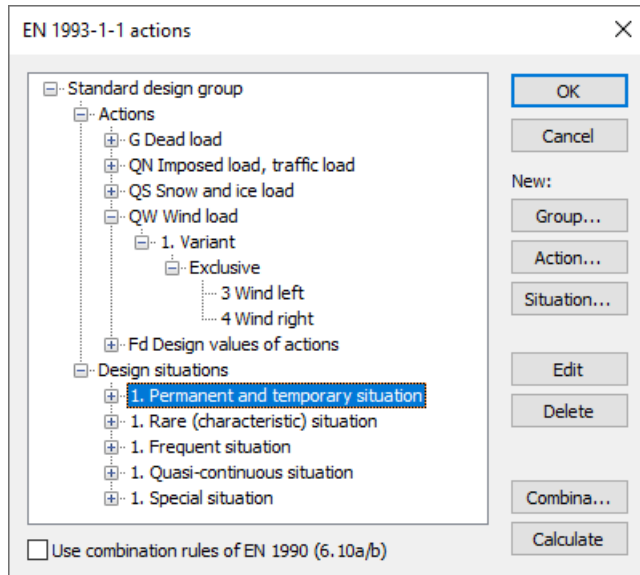 EN 1993-1-1 actions
Standard design group
Actions
G Dead load
QN Imposed load, traffic load
QS Snow and ice load
QW Wind load
1. Variant
Exclusive
3 Wind left
4 Wind right
Fd Design values of actions
Design situations
1. Permanent and temporary situation
1. Rare (characteristic) situation
1. Frequent situation
1. Quasi-continuous situation
1. Special situation
Use combination rules of EN 1990 (6.10a/b)
OK
Cancel
New:
Group...
Action...
Situation...
Edit
Delete
Combina...
Calculate